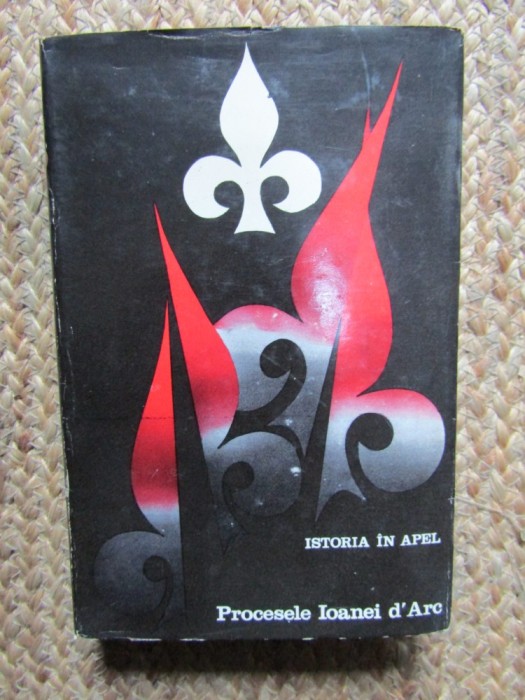 ISTORIA ÎN APEL
Procesele Ioanei d'Arc